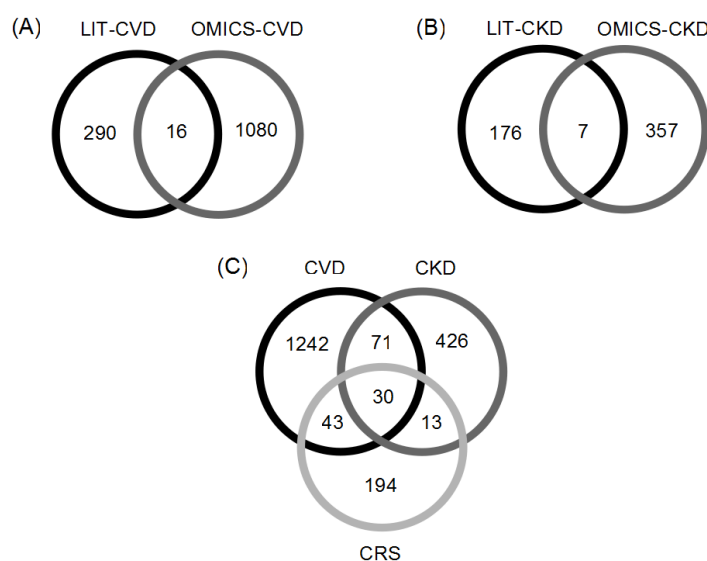 (A)
LIT-CVD OMICS-CVD
290 16 1080
(B)
LIT-CKD OMICS-CKD
176 7 357
(C)
CVD CKD
1242 71 426
30
43 13
194
CRS